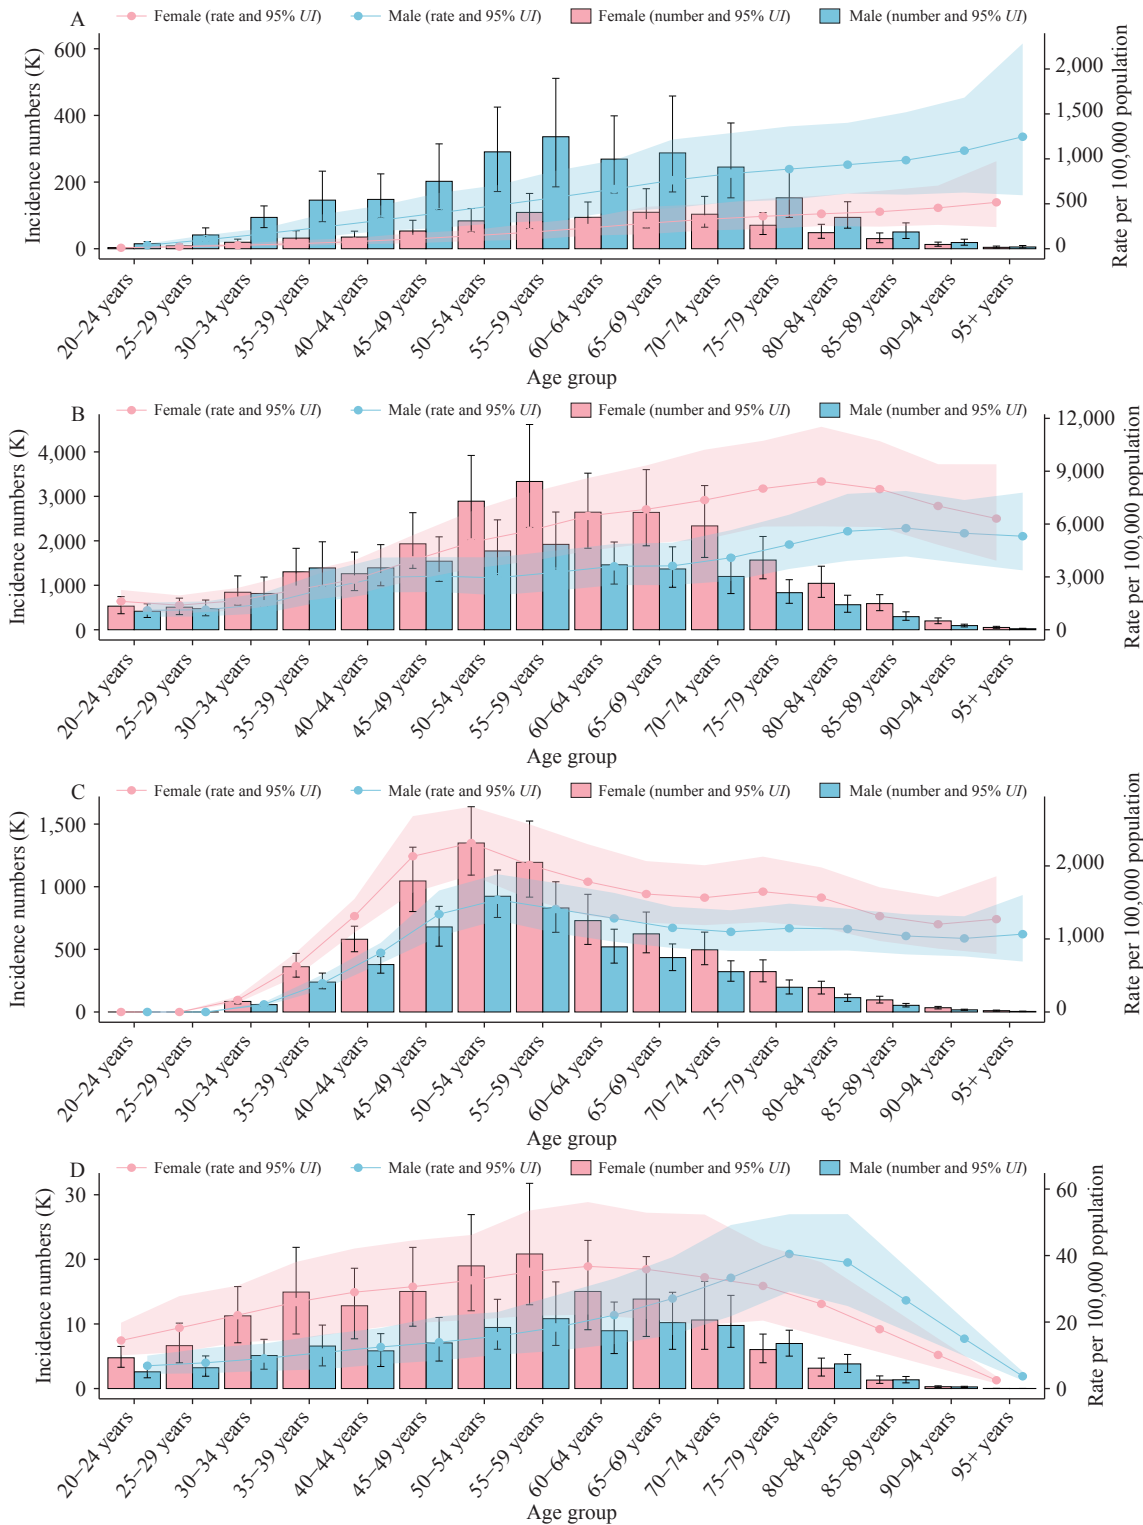 A
Female (rate and 95% UI) Male (rate and 95% UI) Female (number and 95% UI) Male (number and 95% UI)
Incidence numbers (K)
600
400
200
0
2,000
1,500
1,000
500
0
Rate per 100,000 population
20−24 years
25−29 years
30−34 years
35−39 years
40−44 years
45−49 years
50−54 years
55−59 years
60−64 years
65−69 years
70−74 years
75−79 years
80−84 years
85−89 years
90−94 years
95+ years
Age group
B
Female (rate and 95% UI) Male (rate and 95% UI) Female (number and 95% UI) Male (number and 95% UI)
Incidence numbers (K)
4,000
3,000
2,000
1,000
0
12,000
9,000
6,000
3,000
0
Rate per 100,000 population
20−24 years
25−29 years
30−34 years
35−39 years
40−44 years
45−49 years
50−54 years
55−59 years
60−64 years
65−69 years
70−74 years
75−79 years
80−84 years
85−89 years
90−94 years
95+ years
Age group
C
Female (rate and 95% UI) Male (rate and 95% UI) Female (number and 95% UI) Male (number and 95% UI)
Incidence numbers (K)
1,500
1 000
500
0
2,000
1,000
0
Rate per 100,000 population
20−24 years
25−29 years
30−34 years
35−39 years
40−44 years
45−49 years
50−54 years
55−59 years
60−64 years
65−69 years
70−74 years
75−79 years
80−84 years
85−89 years
90−94 years
95+ years
Age group
D
Female (rate and 95% UI) Male (rate and 95% UI) Female (number and 95% UI) Male (number and 95% UI)
Incidence numbers (K)
30
20
10
0
60
40
20
0
Rate per 100,000 population
20−24 years
25−29 years
30−34 years
35−39 years
40−44 years
45−49 years
50−54 years
55−59 years
60−64 years
65−69 years
70−74 years
75−79 years
80−84 years
85−89 years
90−94 years
95+ years
Age group